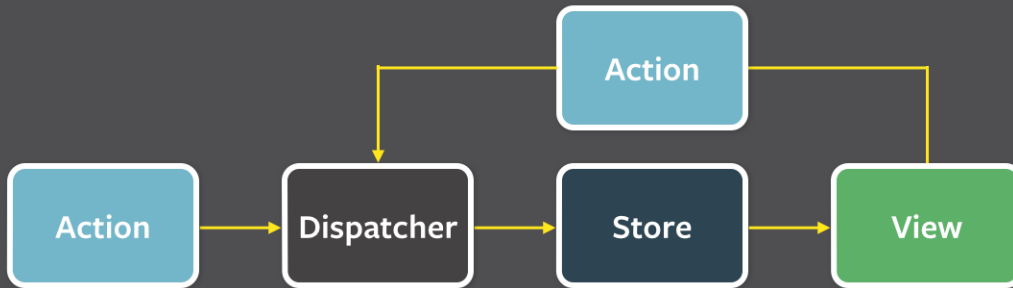 Action
Action
Dispatcher
Store
View